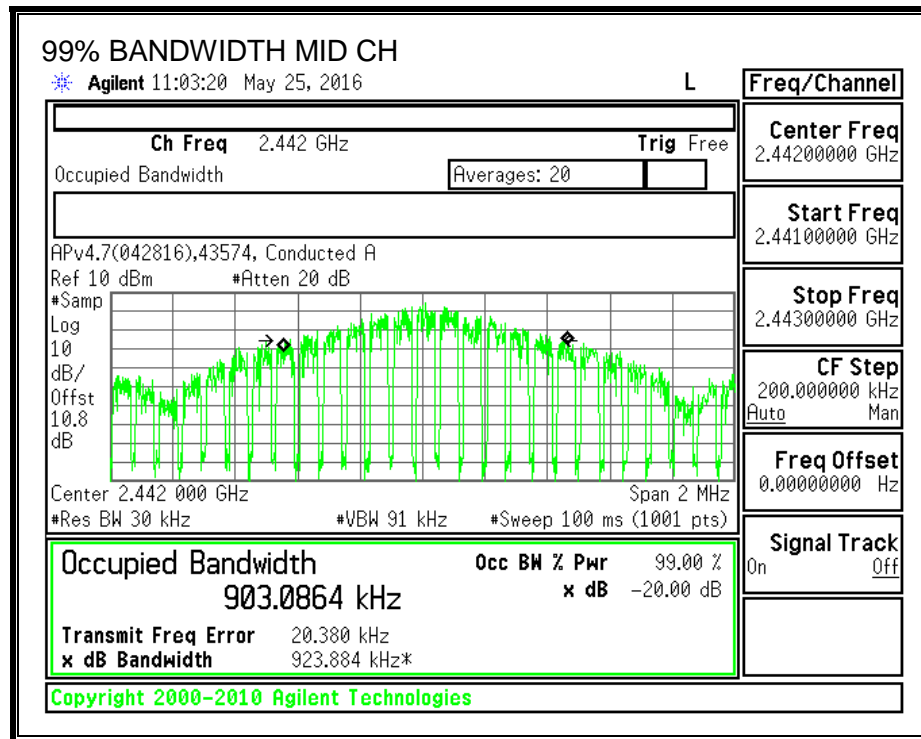 99% BANDWIDTH MID CH
Agilent 11:03:20 May 25, 2016 L
Freq/Channel
Ch Freq 2.442 GHz Trig Free
Occupied Bandwidth Averages: 20
APv4.7(042816),43574, Conducted A
Ref 10 dBm #Atten 20 dB
#Samp
Log
10
dB/
Offst
10.8
dB
Center 2.442 000 GHz Span 2 MHz
#Res BW 30 kHz #VBW 91 kHz #Sweep 100 ms (1001 pts)
Occupied Bandwidth Occ BW % Pwr 99.00 %
903.0864 kHz x dB -20.00 dB
Transmit Freq Error 20.380 kHz
x dB Bandwidth 923.884 kHz*
Copyright 2000-2010 Agilent Technologies
Center Freq
2.44200000 GHz
Start Freq
2.44100000 GHz
Stop Freq
2.44300000 GHz
CF Step
200.000000 kHz
Auto Man
Freq Offset
0.00000000 Hz
Signal Track
On Off